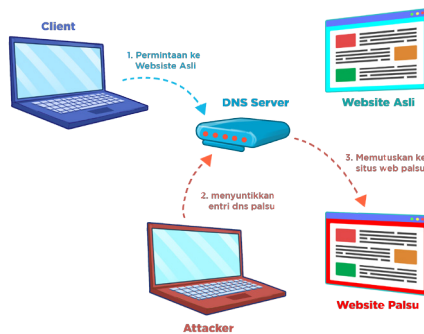 Client
1. Permintaan ke
Websiste Asli
DNS Server
Website Asli
3. Memutuskan ke
situs web palsu
2. menyuntikkan
entri dns palsu
Website Palsu
Attacker